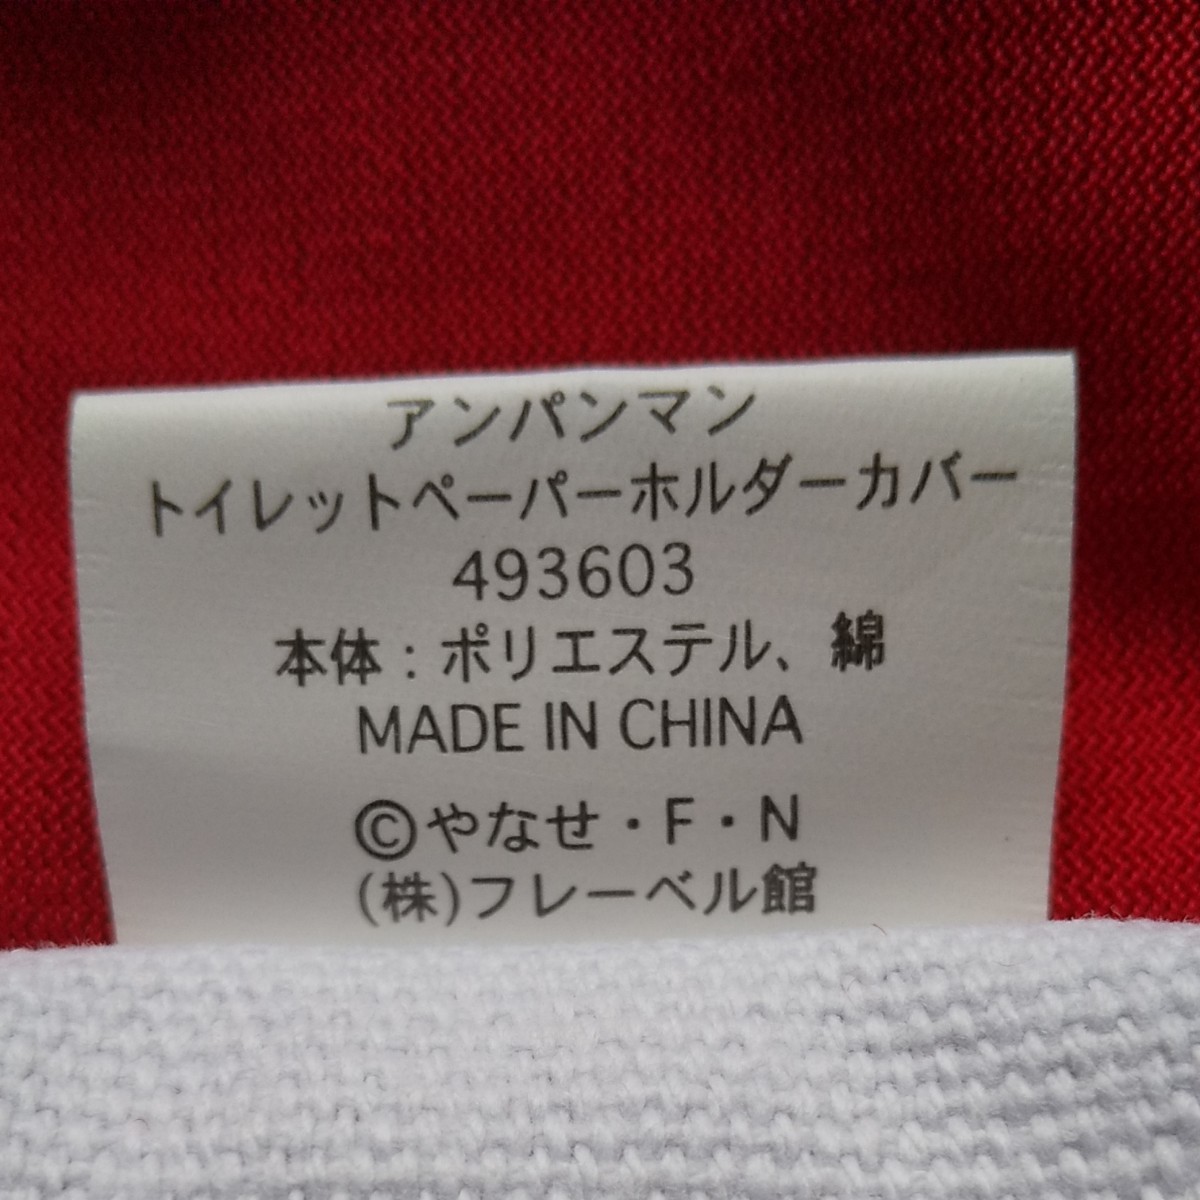 アンパンマン
トイレットペーパーホルダーカバー
493603
本体：ポリエステル、綿
MADE IN CHINA
©やなせ・F・N
(株)フレーベル館